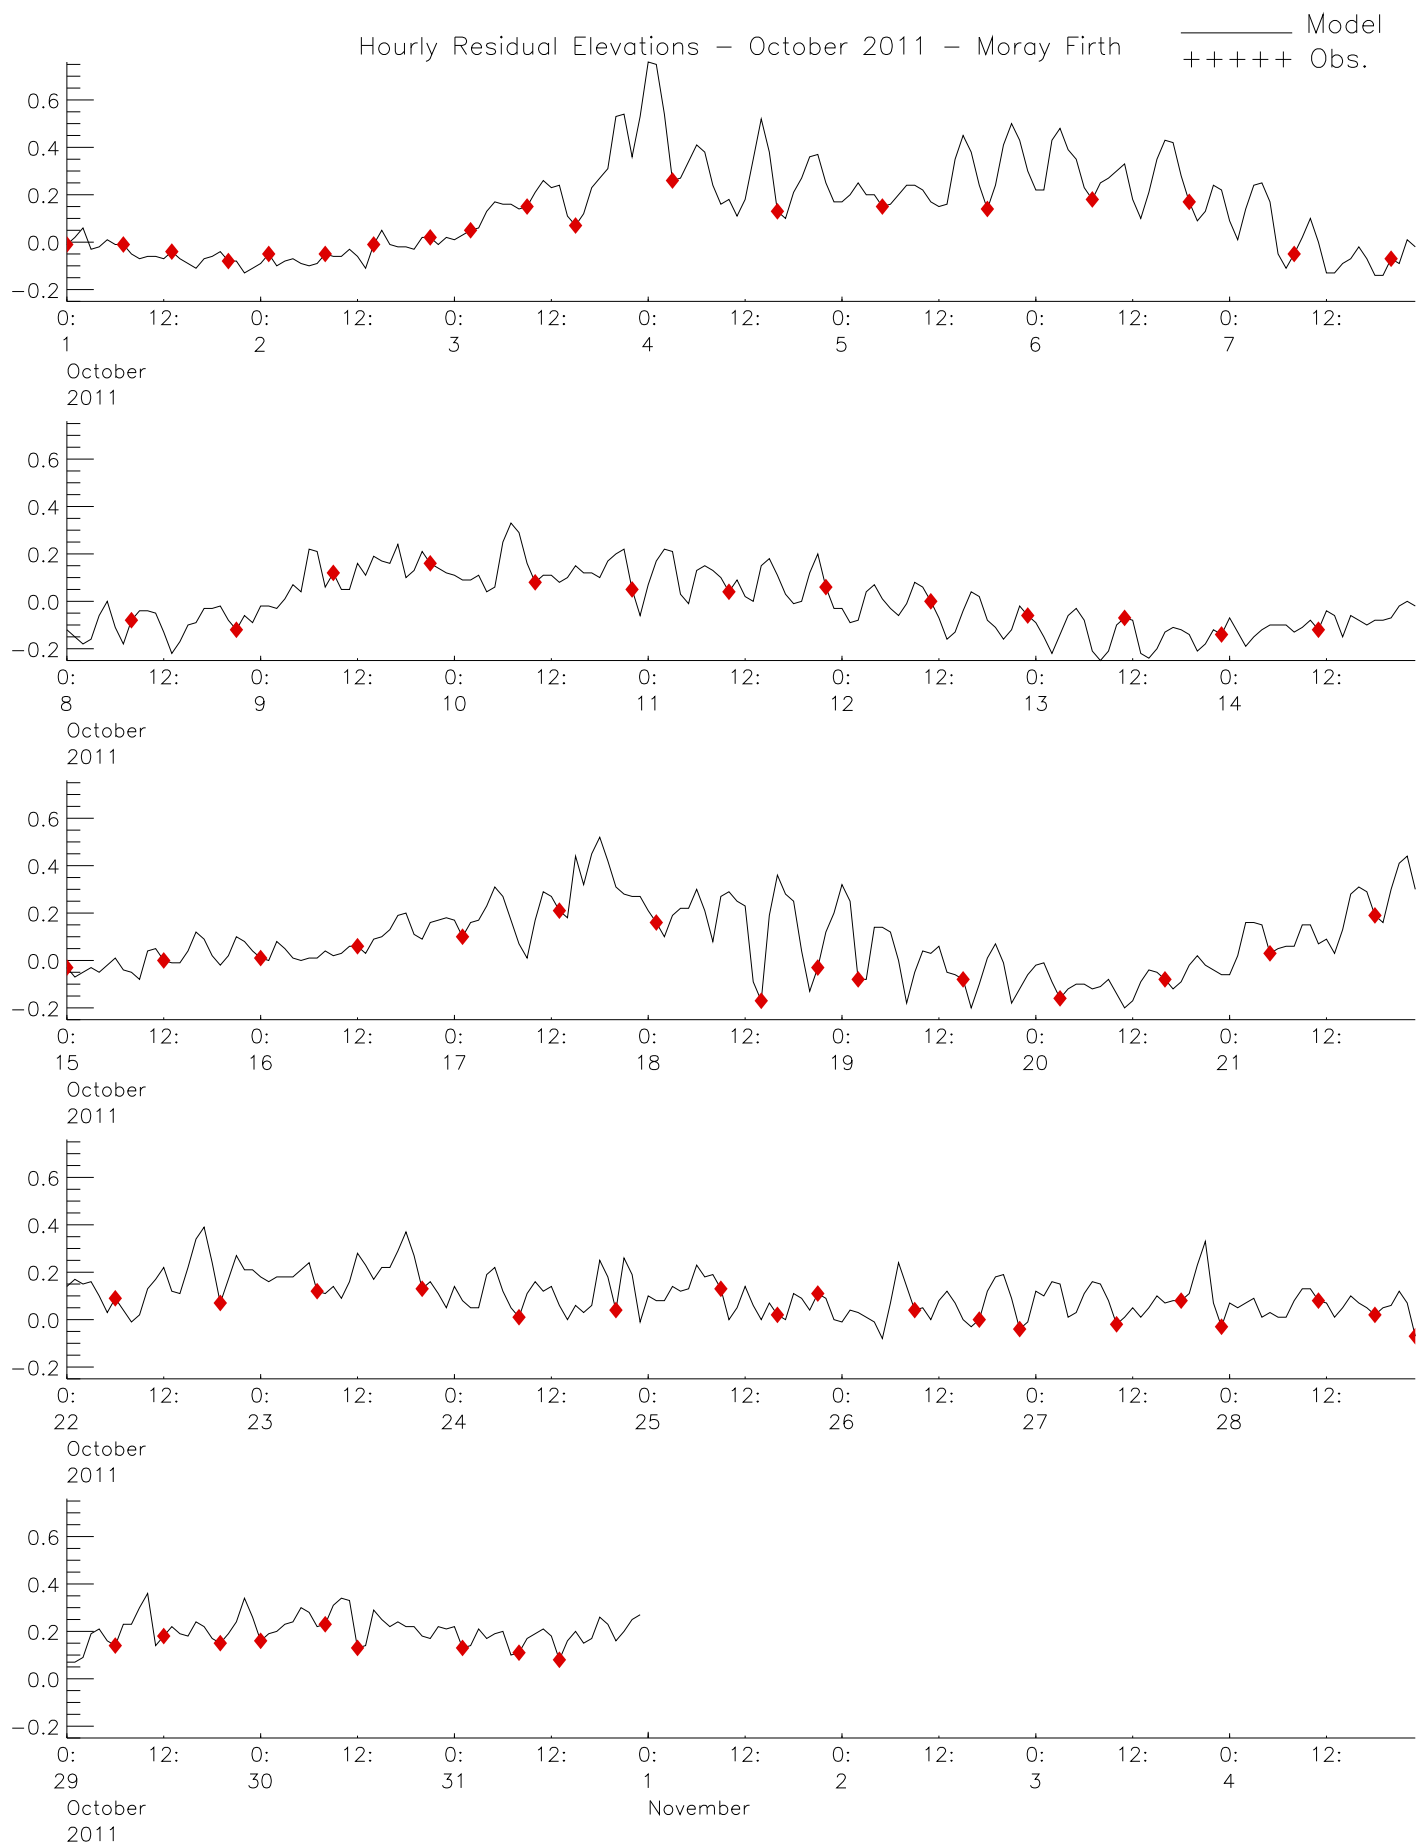 Hourly Residual Elevations − October 2011 − Moray Firth
Model
+++++ Obs.
0.6
0.4
0.2
0.0
−0.2
0: 12: 0: 12: 0: 12: 0: 12: 0: 12: 0: 12: 0: 12:
1 2 3 4 5 6 7
October
2011
0.6
0.4
0.2
0.0
−0.2
0: 12: 0: 12: 0: 12: 0: 12: 0: 12: 0: 12: 0: 12:
8 9 10 11 12 13 14
October
2011
0.6
0.4
0.2
0.0
−0.2
0: 12: 0: 12: 0: 12: 0: 12: 0: 12: 0: 12: 0: 12:
15 16 17 18 19 20 21
October
2011
0.6
0.4
0.2
0.0
−0.2
0: 12: 0: 12: 0: 12: 0: 12: 0: 12: 0: 12: 0: 12:
22 23 24 25 26 27 28
October
2011
0.6
0.4
0.2
0.0
−0.2
0: 12: 0: 12: 0: 12: 0: 12: 0: 12: 0: 12: 0: 12:
29 30 31 1 2 3 4
October November
2011